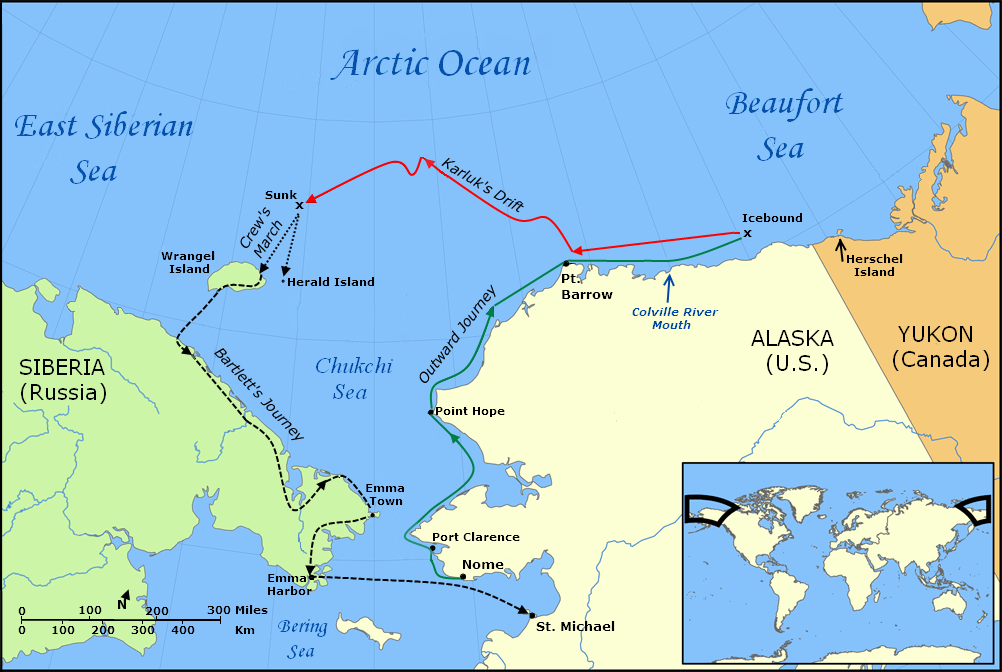 Arctic Ocean
Beaufort
Sea
East Siberian
Sea
Karluk's Drift
Sunk
x
Crew's
March
Icebound
x
Wrangel
Island
Herald Island
Herschel
Island
Pt.
Barrow
Colville River
Mouth
Outward Journey
ALASKA
(U.S.)
YUKON
(Canada)
SIBERIA
(Russia)
Bartlett's Journey
Chukchi
Sea
Point Hope
Emma
Town
Port Clarence
Nome
Emma
Harbor
St. Michael
Bering
Sea
N
0 100 200 300 Miles
0 100 200 300 400 Km